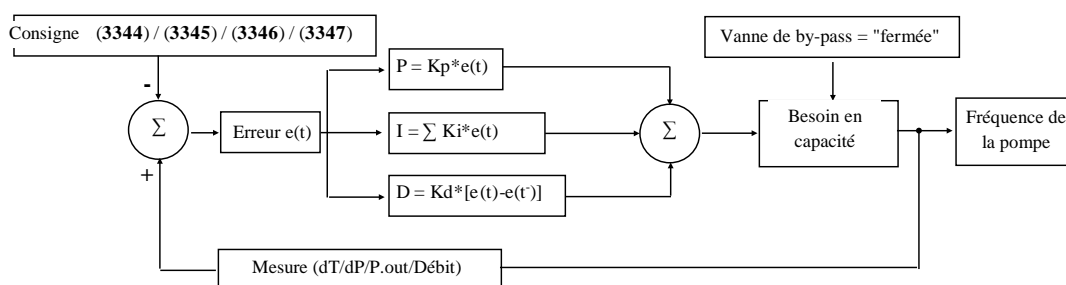 Consigne (3344) / (3345) / (3346) / (3347)
Vanne de by-pass = "fermée"
-
P = Kp*e(t)
∑
Erreur e(t)
I = ∑ Ki*e(t)
∑
Besoin en
capacité
Fréquence de
la pompe
+
D = Kd*[e(t)-e(t⁻)]
Mesure (dT/dP/P.out/Débit)